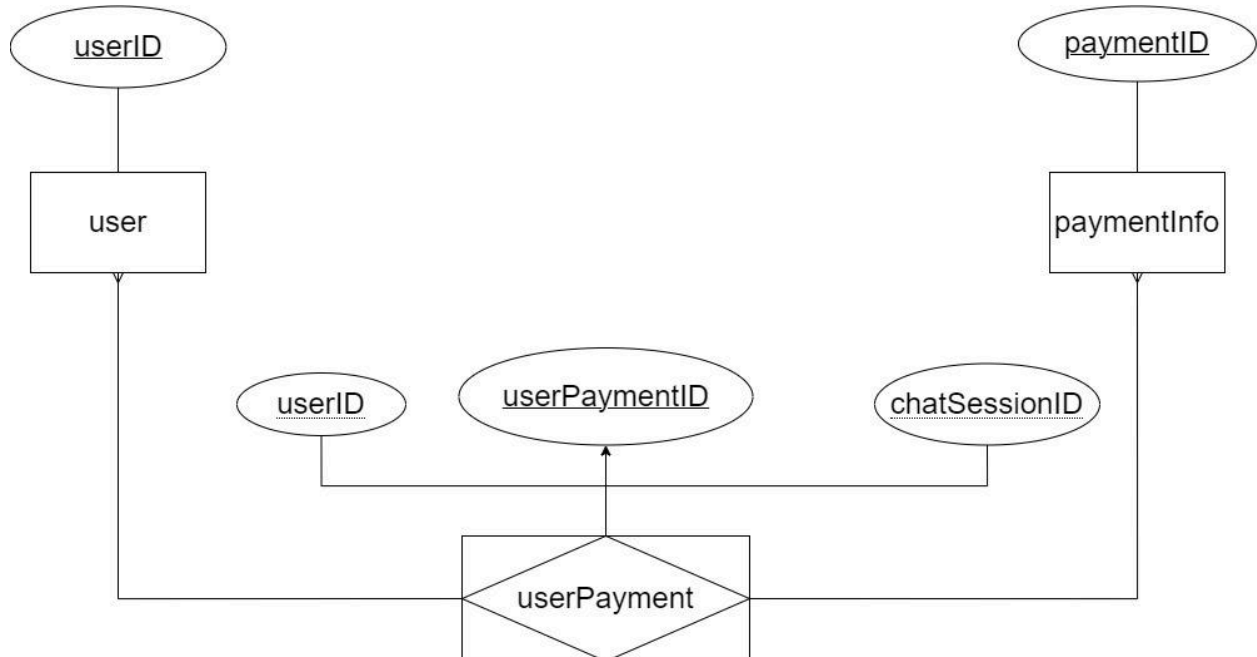 userID
paymentID
user
paymentInfo
userID
userPaymentID
chatSessionID
userPayment